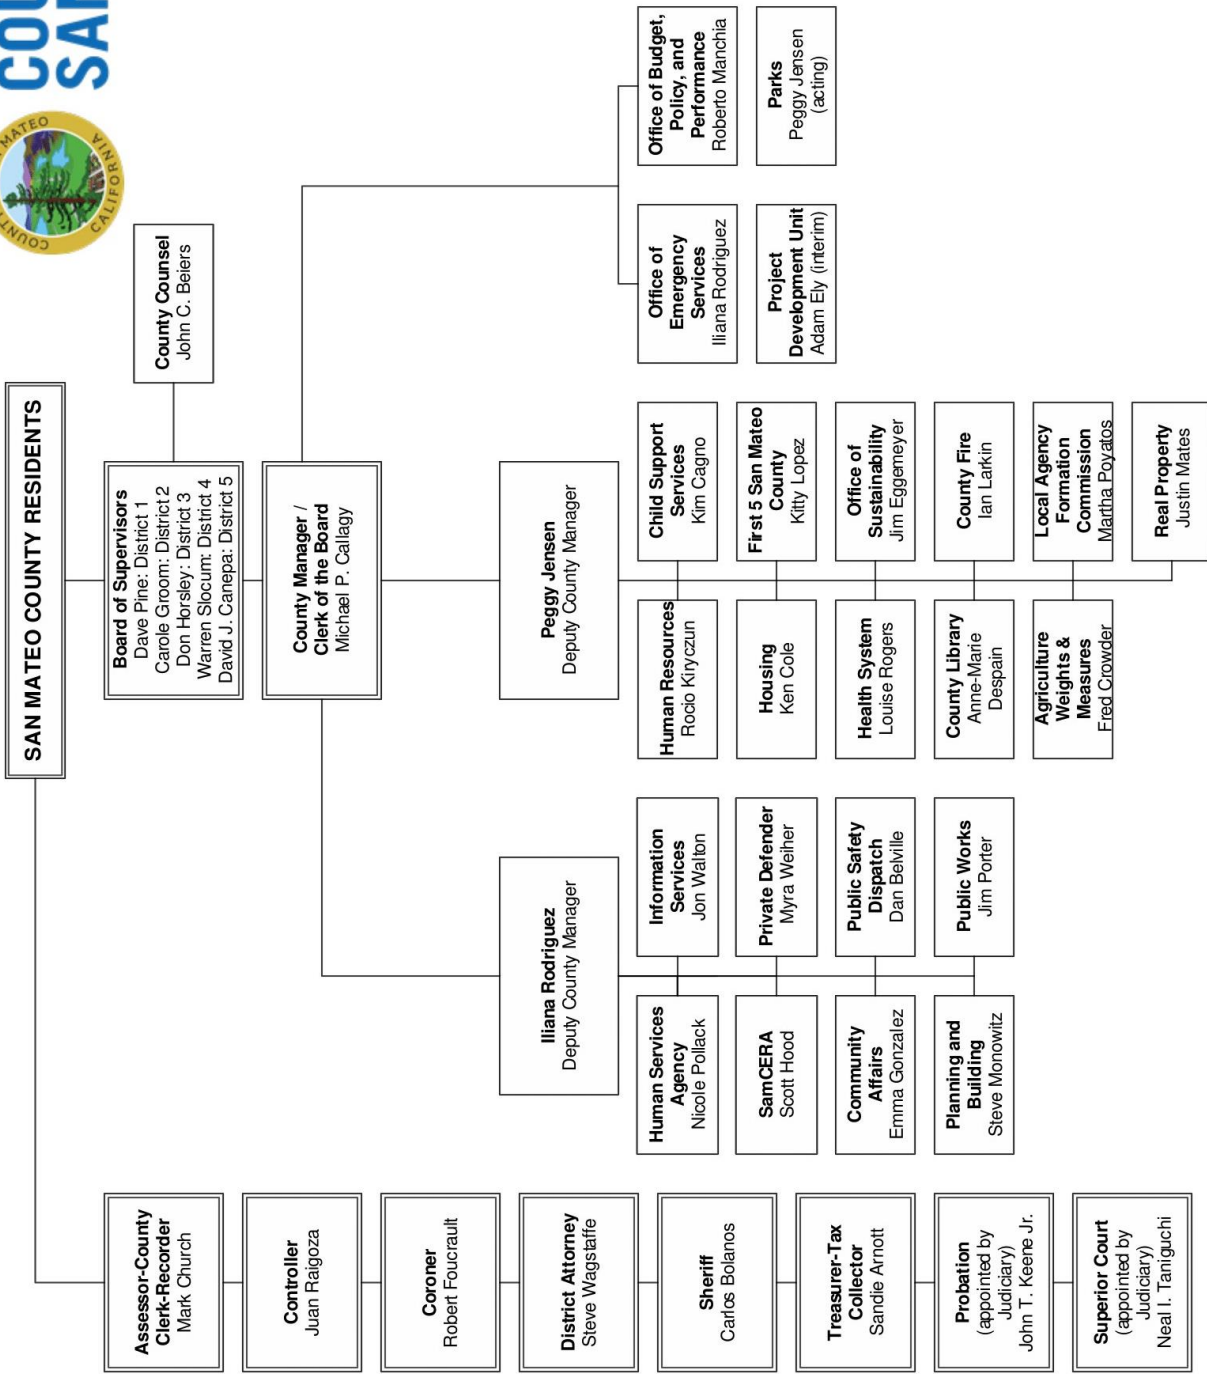 COU
SA
COUNTY
MATEO
CALIFORNIA
SAN MATEO COUNTY RESIDENTS
Board of Supervisors
Dave Pine: District 1
Carole Groom: District 2
Don Horsley: District 3
Warren Slocum: District 4
David J. Canepa: District 5
County Counsel
John C. Beiers
County Manager /
Clerk of the Board
Michael P. Callagy
Assessor-County
Clerk-Recorder
Mark Church
Controller
Juan Raigoza
Coroner
Robert Foucrault
District Attorney
Steve Wagstaffe
Sheriff
Carlos Bolanos
Treasurer-Tax
Collector
Sandie Arnott
Probation
(appointed by
Judiciary)
John T. Keene Jr.
Superior Court
(appointed by
Judiciary)
Neal I. Taniguchi
Iliana Rodriguez
Deputy County Manager
Human Services
Agency
Nicole Pollack
Information
Services
Jon Walton
SamCERA
Scott Hood
Private Defender
Myra Weiher
Community
Affairs
Emma Gonzalez
Public Safety
Dispatch
Dan Belville
Planning and
Building
Steve Monowitz
Public Works
Jim Porter
Peggy Jensen
Deputy County Manager
Human Resources
Rocio Kiryczun
Child Support
Services
Kim Cagno
Housing
Ken Cole
First 5 San Mateo
County
Kitty Lopez
Health System
Louise Rogers
Office of
Sustainability
Jim Eggemeyer
County Library
Anne-Marie
Despain
County Fire
Ian Larkin
Agriculture
Weights &
Measures
Fred Crowder
Local Agency
Formation
Commission
Martha Poyatos
Real Property
Justin Mates
Office of
Emergency
Services
Iliana Rodriguez
Office of Budget,
Policy, and
Performance
Roberto Manchia
Project
Development Unit
Adam Ely (interim)
Parks
Peggy Jensen
(acting)